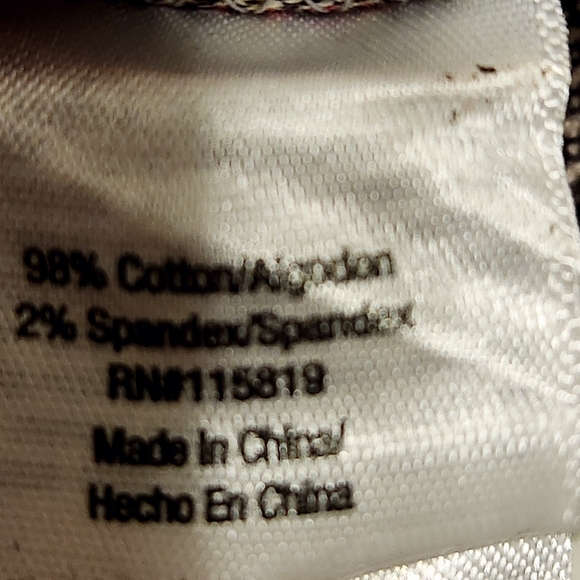 98% Cotton/Algodon
2% Spandex/Spandex
RN#115819
Made In China/
Hecho En China